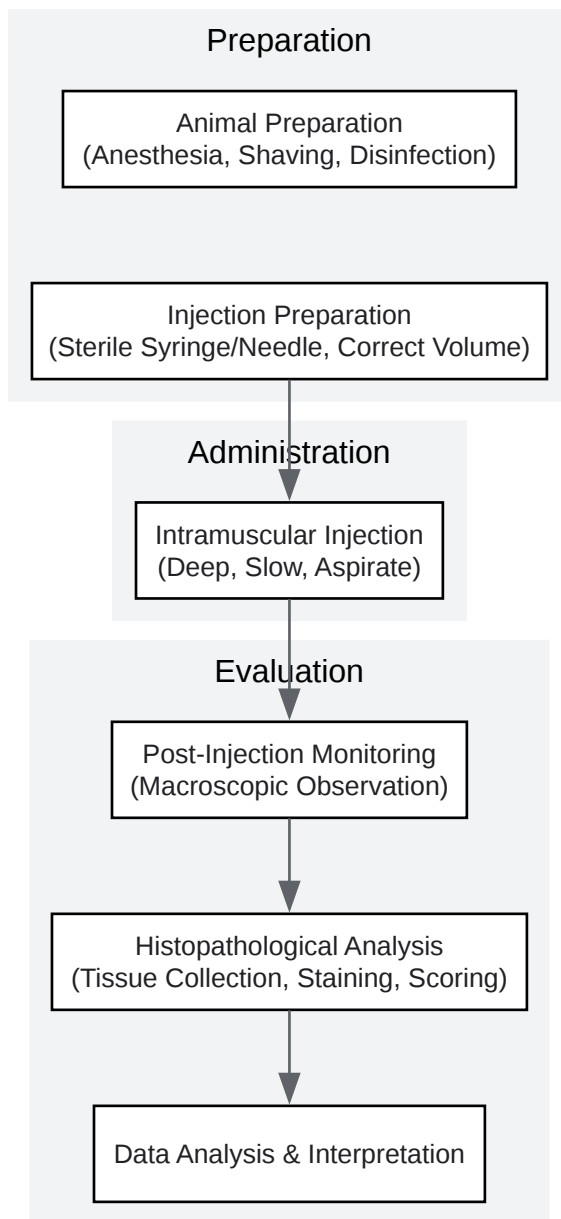 Preparation
Animal Preparation
(Anesthesia, Shaving, Disinfection)
Injection Preparation
(Sterile Syringe/Needle, Correct Volume)
Administration
Intramuscular Injection
(Deep, Slow, Aspirate)
Evaluation
Post-Injection Monitoring
(Macroscopic Observation)
Histopathological Analysis
(Tissue Collection, Staining, Scoring)
Data Analysis & Interpretation